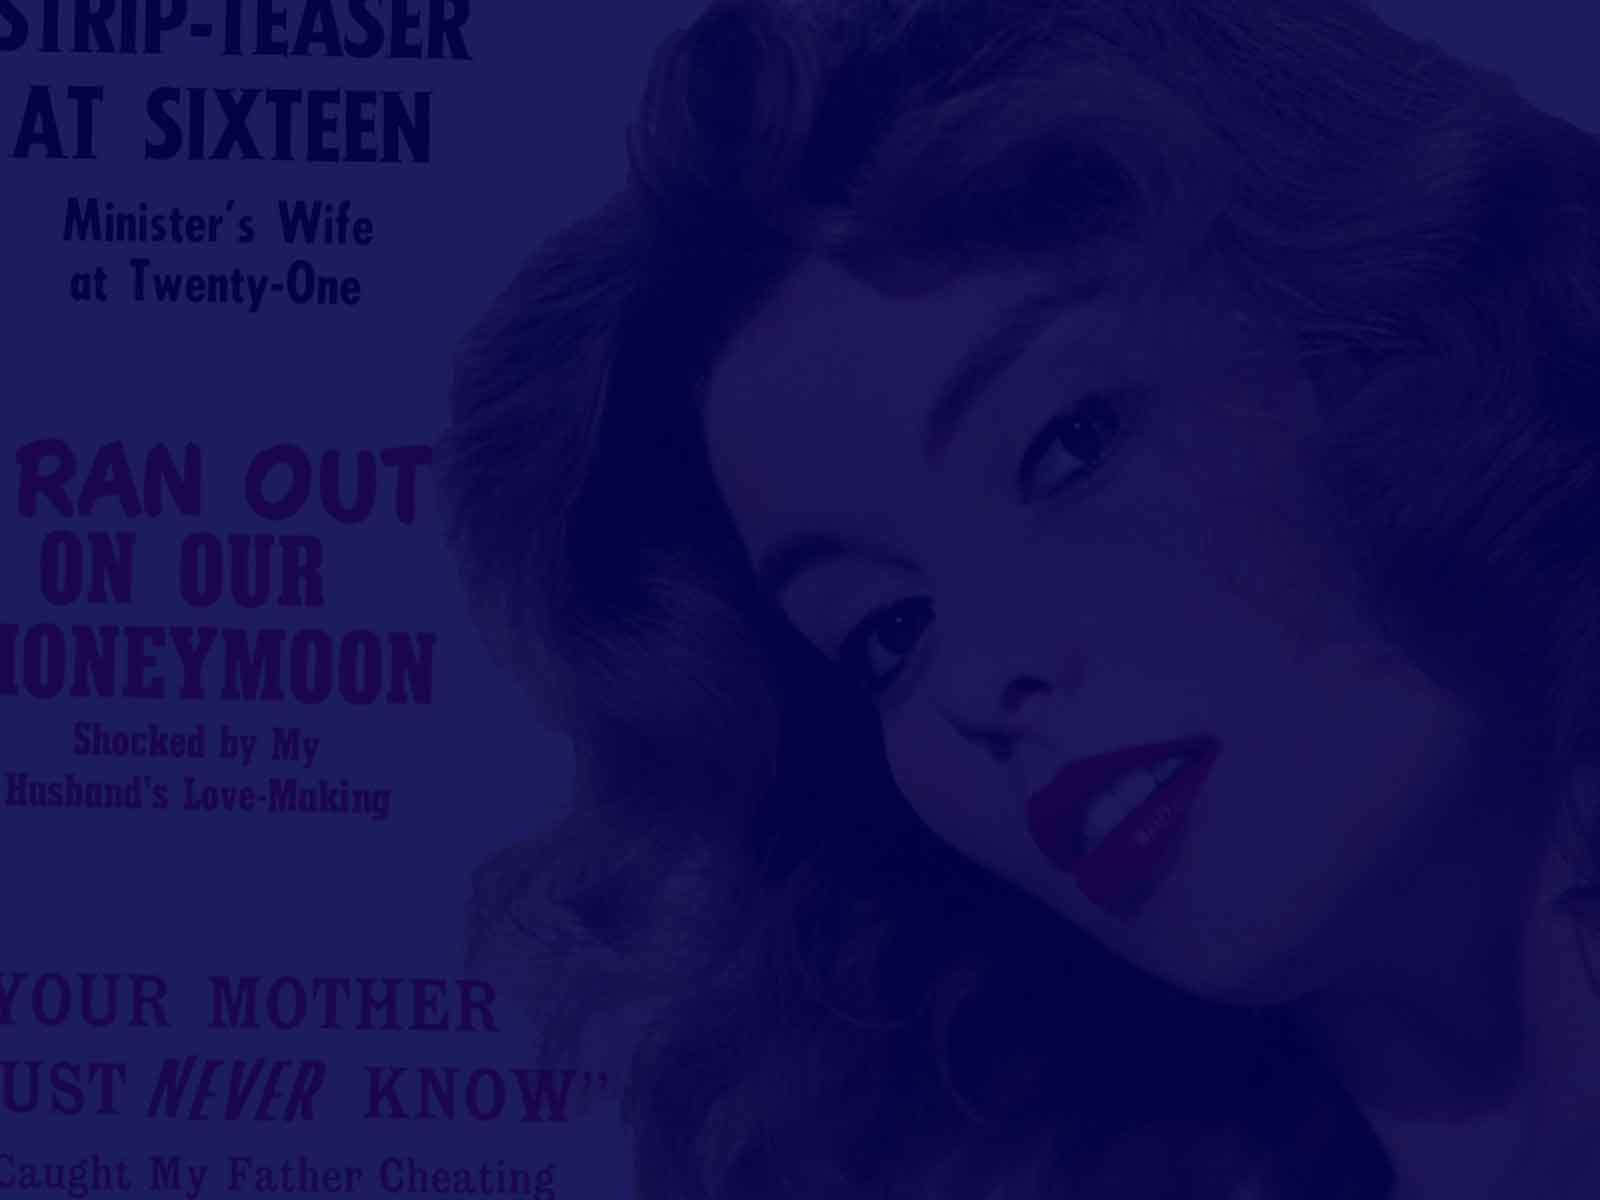 STRIP-TEASER
AT SIXTEEN
Minister's Wife
at Twenty-One
RAN OUT
ON OUR
HONEYMOON
Shocked by My
Husband's Love-Making
YOUR MOTHER
UST NEVER KNOW"
Caught My Father Cheating